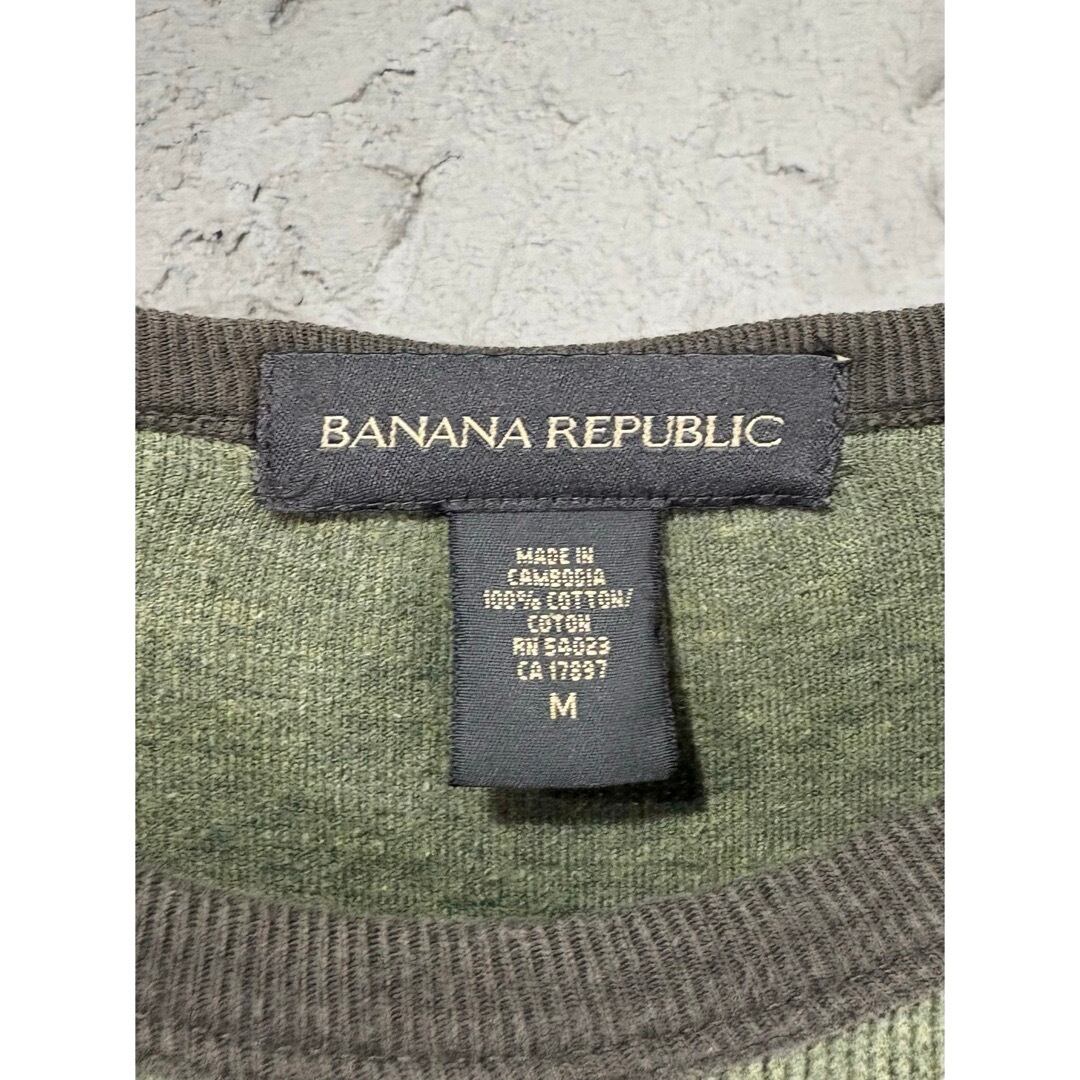 BANANA REPUBLIC
MADE IN
CAMBODIA
100% COTTON/
COTON
RN 54023
CA 17897
M